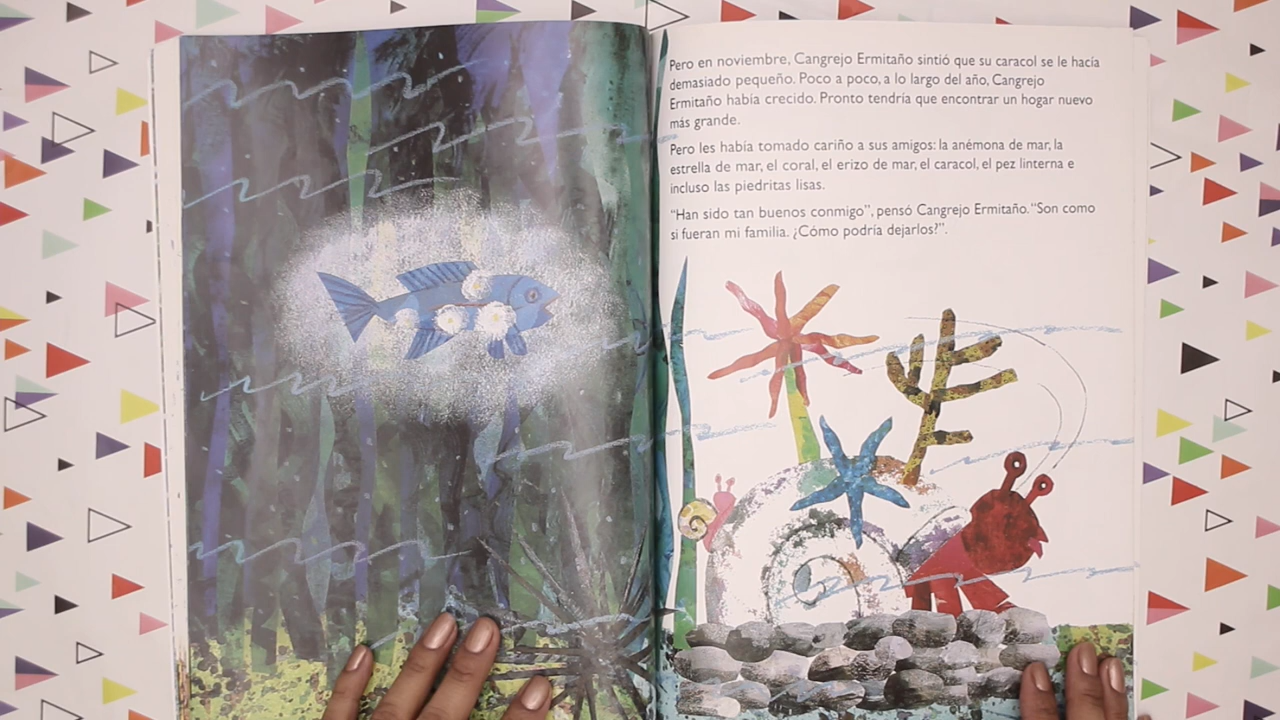 Pero en noviembre, Cangrejo Ermitaño sintió que su caracol se le hacía
demasiado pequeño. Poco a poco, a lo largo del año, Cangrejo
Ermitaño había crecido. Pronto tendría que encontrar un hogar nuevo
más grande.
Pero les había tomado cariño a sus amigos: la anémona de mar, la
estrella de mar, el coral, el erizo de mar, el caracol, el pez linterna e
incluso las piedritas lisas.
“Han sido tan buenos conmigo”, pensó Cangrejo Ermitaño. “Son como
si fueran mi familia. ¿Cómo podría dejarlos?”.